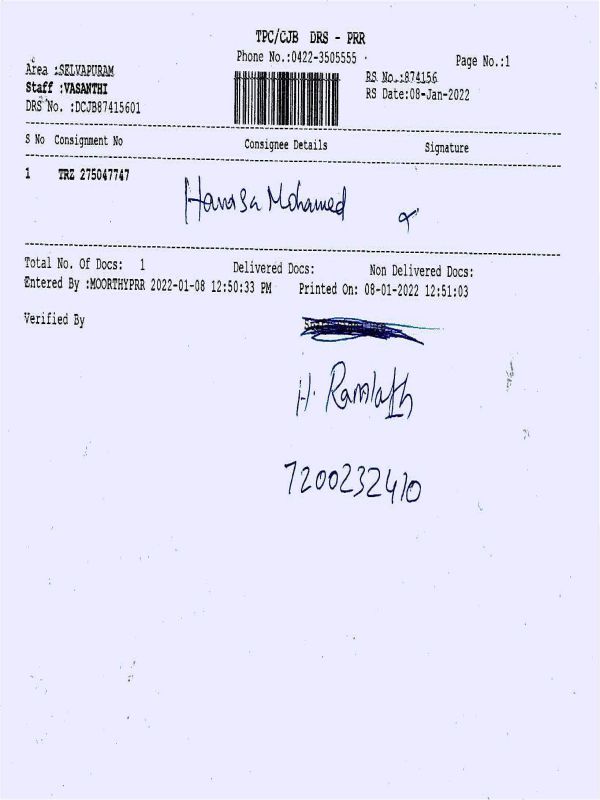 TPC/CJB DRS - PRR
Phone No.:0422-3505555
Page No.:1
Area :SELVAPURAM
Staff :VASANTHI
DRS No. :DCJB87415601
RS No.:874156
RS Date:08-Jan-2022
S No Consignment No Consignee Details Signature
1 TRZ 275047747
Mohamed
Total No. Of Docs: 1 Delivered Docs: Non Delivered Docs:
Entered By :MOORTHYPRR 2022-01-08 12:50:33 PM Printed On: 08-01-2022 12:51:03
Verified By
H. Ramlath
7200232410